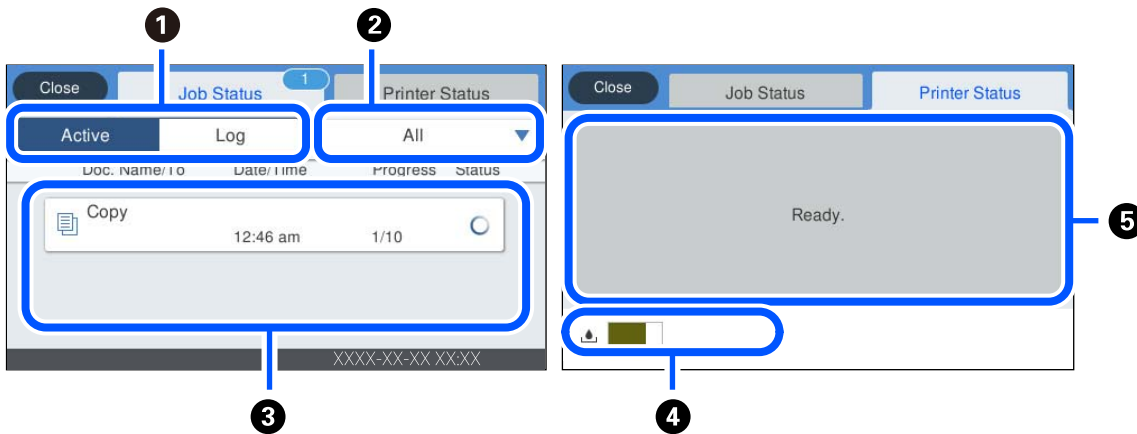 1 2
Close Job Status 1 Printer Status
Active Log All
Doc. Name/To Date/Time Progress Status
Copy
12:46 am 1/10
XXXX-XX-XX XX:XX
3
Close Job Status Printer Status
Ready.
5
4